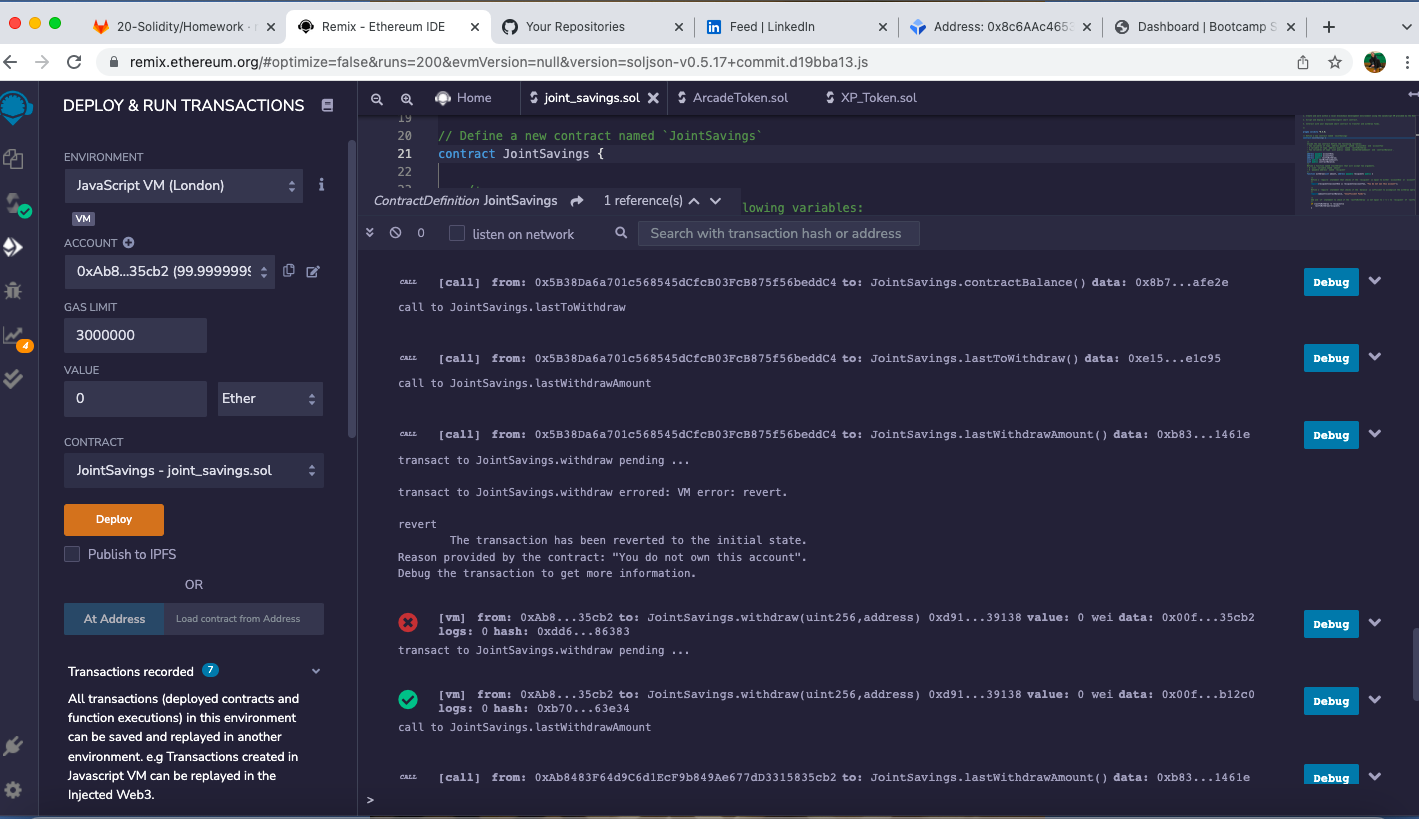 20-Solidity/Homework ·
Remix - Ethereum IDE
Your Repositories
Feed | LinkedIn
Address: 0x8c6AAc465
Dashboard | Bootcamp S
remix.ethereum.org/#optimize=false&runs=200&evmVersion=null&version=soljson-v0.5.17+commit.d19bba13.js
DEPLOY & RUN TRANSACTIONS
Home
joint_savings.sol
ArcadeToken.sol
XP_Token.sol
19
20 // Define a new contract named `JointSavings`
21 contract JointSavings {
22
ContractDefinition JointSavings 1 reference(s)
lowing variables:
0 listen on network Search with transaction hash or address
ENVIRONMENT
JavaScript VM (London)
VM
ACCOUNT
0xAb8...35cb2 (99.9999999
GAS LIMIT
3000000
VALUE
0 Ether
CONTRACT
JointSavings - joint_savings.sol
Deploy
Publish to IPFS
OR
At Address Load contract from Address
Transactions recorded 7
All transactions (deployed contracts and
function executions) in this environment
can be saved and replayed in another
environment. e.g Transactions created in
Javascript VM can be replayed in the
Injected Web3.
4
CALL [call] from: 0x5B38Da6a701c568545dCfcB03FcB875f56beddC4 to: JointSavings.contractBalance() data: 0x8b7...afe2e Debug
call to JointSavings.lastToWithdraw
CALL [call] from: 0x5B38Da6a701c568545dCfcB03FcB875f56beddC4 to: JointSavings.lastToWithdraw() data: 0xe15...e1c95 Debug
call to JointSavings.lastWithdrawAmount
CALL [call] from: 0x5B38Da6a701c568545dCfcB03FcB875f56beddC4 to: JointSavings.lastWithdrawAmount() data: 0xb83...1461e Debug
transact to JointSavings.withdraw pending ...
transact to JointSavings.withdraw errored: VM error: revert.
revert
The transaction has been reverted to the initial state.
Reason provided by the contract: "You do not own this account".
Debug the transaction to get more information.
[vm] from: 0xAb8...35cb2 to: JointSavings.withdraw(uint256,address) 0xd91...39138 value: 0 wei data: 0x00f...35cb2 Debug
logs: 0 hash: 0xdd6...86383
transact to JointSavings.withdraw pending ...
[vm] from: 0xAb8...35cb2 to: JointSavings.withdraw(uint256,address) 0xd91...39138 value: 0 wei data: 0x00f...b12c0 Debug
logs: 0 hash: 0xb70...63e34
call to JointSavings.lastWithdrawAmount
CALL [call] from: 0xAb8483F64d9C6d1EcF9b849Ae677dD3315835cb2 to: JointSavings.lastWithdrawAmount() data: 0xb83...1461e Debug
>